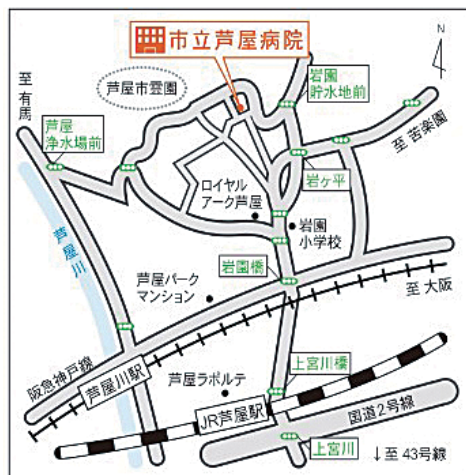 市立芦屋病院
N
至有馬
芦屋市霊園
岩園
貯水地前
芦屋
浄水場前
至 苦楽園
岩ヶ平
ロイヤル
アーク芦屋
岩園
小学校
芦屋川
岩園橋
芦屋パーク
マンション
至 大阪
阪急神戸線
芦屋川駅
芦屋ラポルテ
上宮川橋
JR芦屋駅
国道2号線
上宮川
↓至 43号線